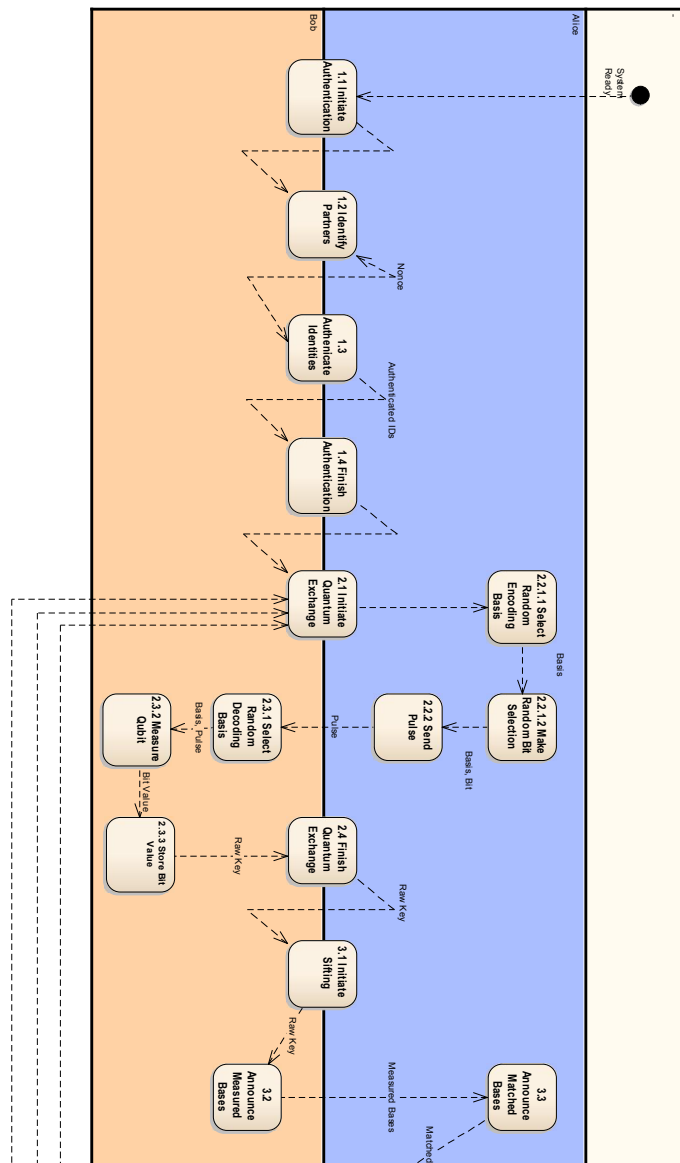 Bob
Alice
System
Ready
1.1 Initiate
Authentication
1.2 Identify
Partners
Nonce
1.3
Authenicate
Identities
Authenticated IDs
1.4 Finish
Authentication
2.1 Initiate
Quantum
Exchange
2.2.1.1 Select
Random
Encoding
Basis
Basis
2.2.1.2 Make
Random Bit
Selection
Basis, Bit
2.2.2 Send
Pulse
Pulse
2.3.1 Select
Random
Decoding
Basis
Basis, Pulse
2.3.2 Measure
Qubit
Bit Value
2.3.3 Store Bit
Value
Raw Key
2.4 Finish
Quantum
Exchange
Raw Key
3.1 Initiate
Sifting
Raw Key
3.2
Announce
Measured
Bases
Measured Bases
3.3
Announce
Matched
Bases
Matched